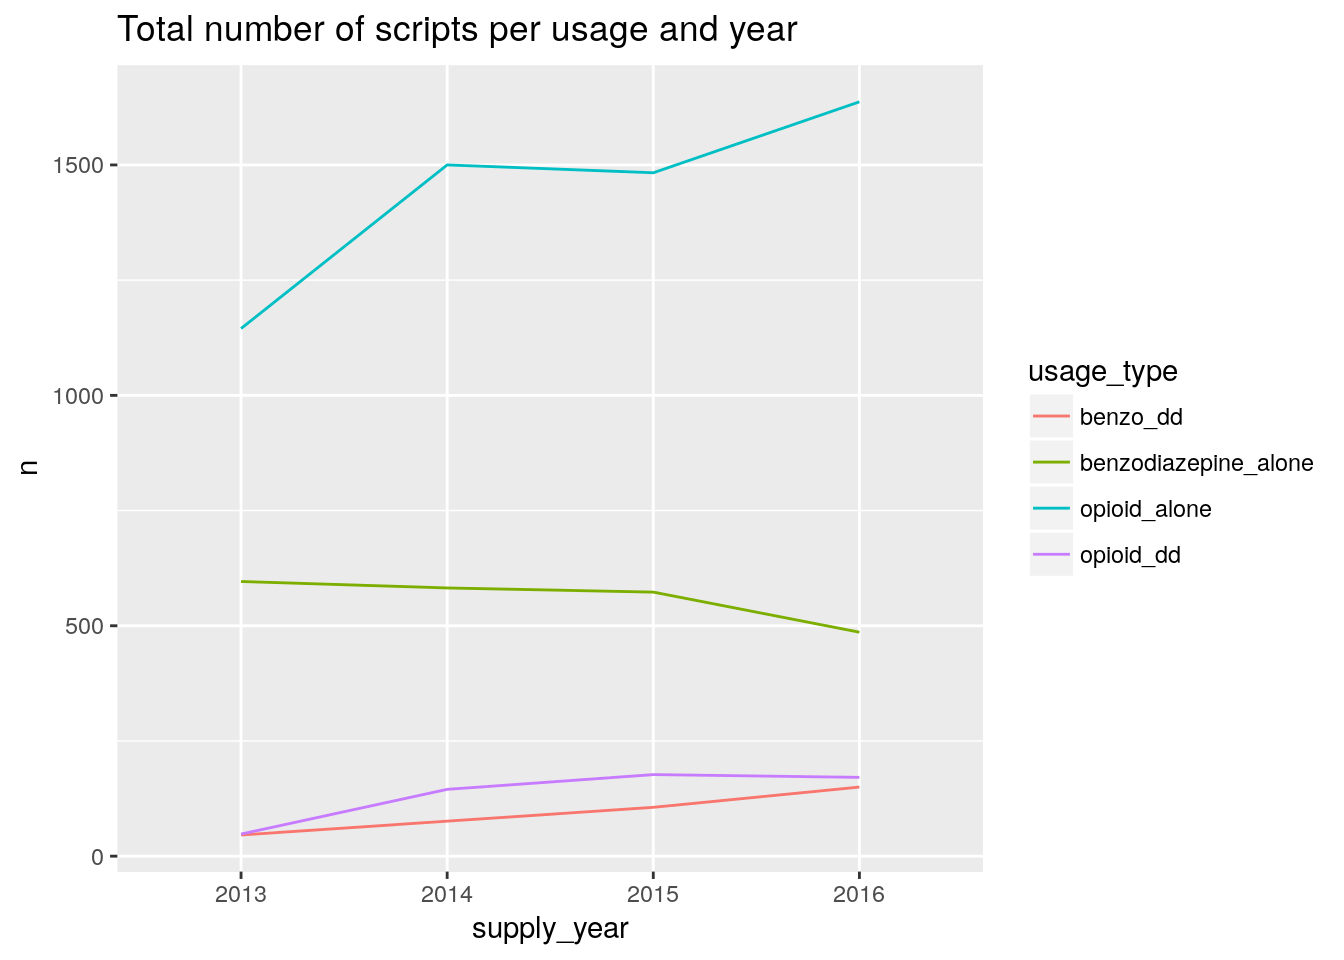 Total number of scripts per usage and year
1500
1000
500
0
n
2013 2014 2015 2016
supply_year
usage_type
benzo_dd
benzodiazepine_alone
opioid_alone
opioid_dd